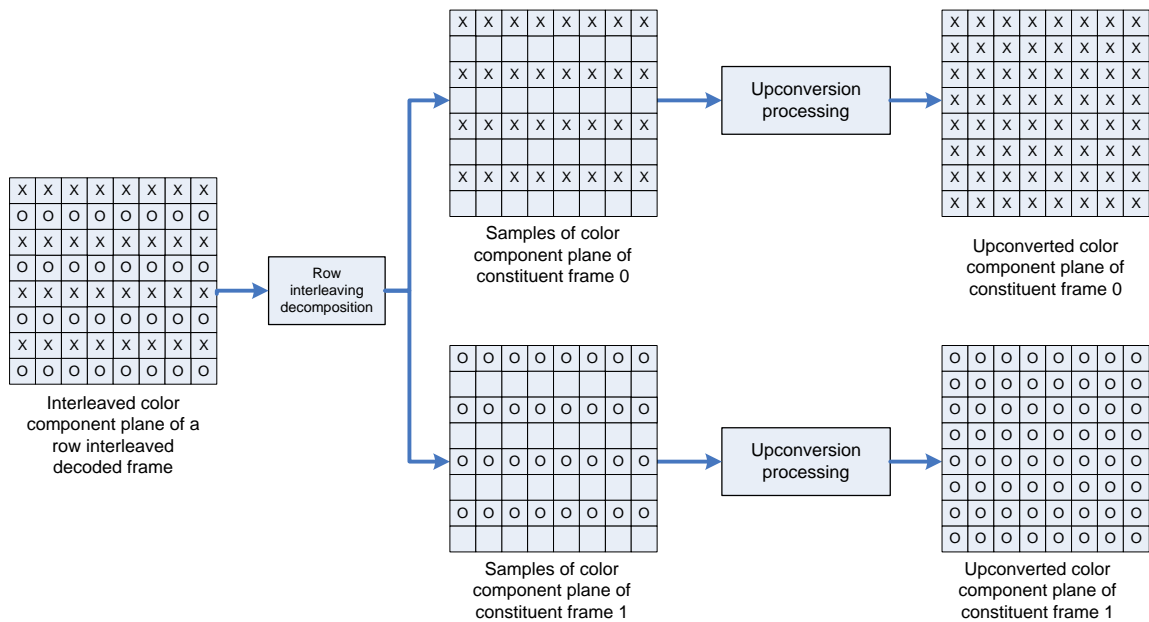 X X X X X X X X
O O O O O O O O
X X X X X X X X
O O O O O O O O
X X X X X X X X
O O O O O O O O
X X X X X X X X
O O O O O O O O
Interleaved color
component plane of a
row interleaved
decoded frame
Row
interleaving
decomposition
X X X X X X X X
X X X X X X X X
X X X X X X X X
X X X X X X X X
Samples of color
component plane of
constituent frame 0
Upconversion
processing
X X X X X X X X
X X X X X X X X
X X X X X X X X
X X X X X X X X
X X X X X X X X
X X X X X X X X
X X X X X X X X
X X X X X X X X
Upconverted color
component plane of
constituent frame 0
O O O O O O O O
O O O O O O O O
O O O O O O O O
O O O O O O O O
Samples of color
component plane of
constituent frame 1
Upconversion
processing
O O O O O O O O
O O O O O O O O
O O O O O O O O
O O O O O O O O
O O O O O O O O
O O O O O O O O
O O O O O O O O
O O O O O O O O
Upconverted color
component plane of
constituent frame 1